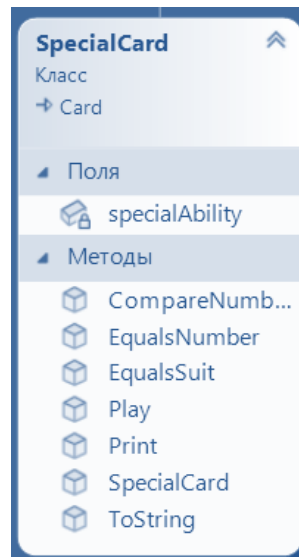 SpecialCard
Класс
Card
Поля
specialAbility
Методы
CompareNumb...
EqualsNumber
EqualsSuit
Play
Print
SpecialCard
ToString